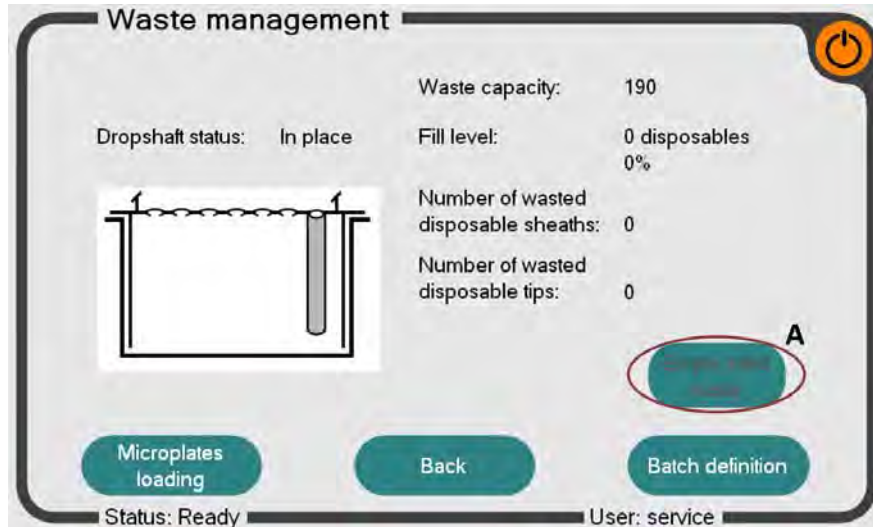 Waste management
Waste capacity: 190
Dropshaft status: In place
Fill level: 0 disposables
0%
Number of wasted
disposable sheaths: 0
Number of wasted
disposable tips: 0
A
Microplates
loading
Back
Batch definition
Status: Ready
User: service